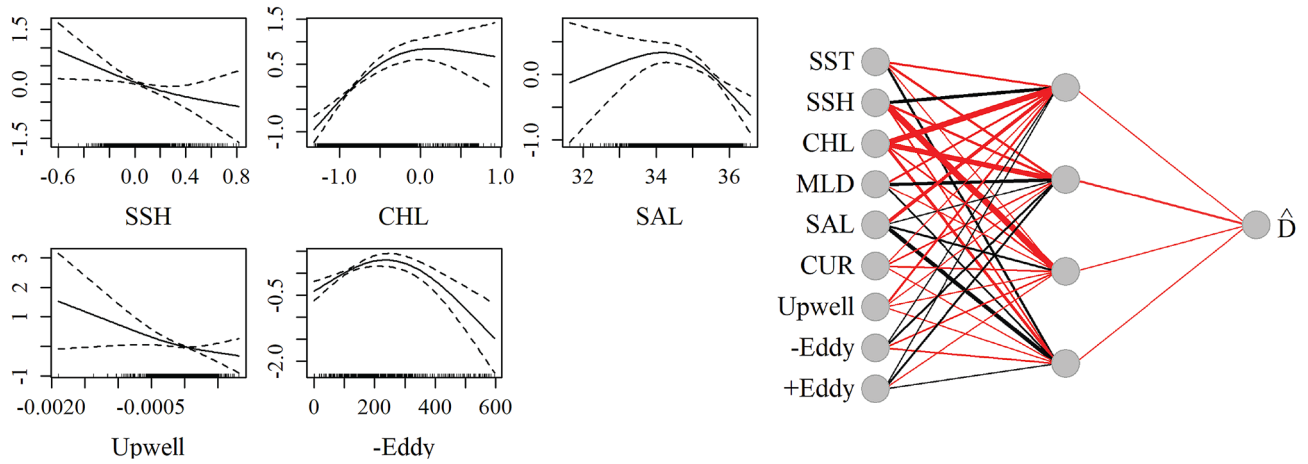 1.5
0.0
-1.5
-0.6 0.0 0.4 0.8
SSH
1.5
0.5
-1.0
-1.0 0.0 1.0
CHL
0.0
-1.0
32 34 36
SAL
3
2
1
-1
-0.0020 -0.0005
Upwell
-0.5
-2.0
0 200 400 600
-Eddy
SST
SSH
CHL
MLD
SAL
CUR
Upwell
-Eddy
+Eddy
D̂